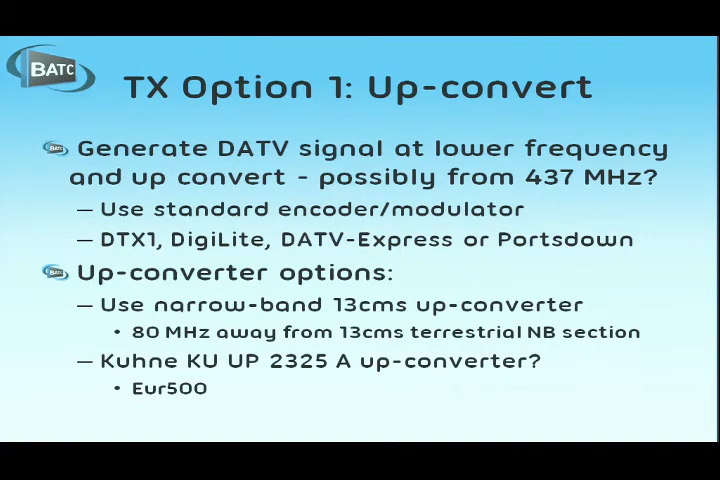 BATC
TX Option 1: Up-convert
Generate DATV signal at lower frequency
and up convert - possibly from 437 MHz?
– Use standard encoder/modulator
– DTX1, DigiLite, DATV-Express or Portsdown
Up-converter options:
– Use narrow-band 13cms up-converter
• 80 MHz away from 13cms terrestrial NB section
– Kuhne KU UP 2325 A up-converter?
• Eur500